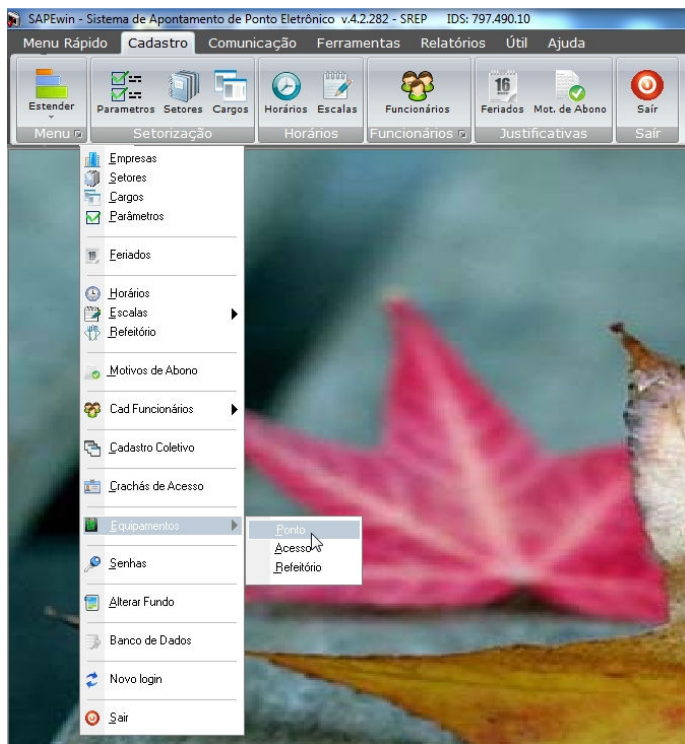 SAPEwin - Sistema de Apontamento de Ponto Eletrônico v.4.2.282 - SREP IDS: 797.490.10
Menu Rápido Cadastro Comunicação Ferramentas Relatórios Útil Ajuda
16
Estender Parametros Setores Cargos Horários Escalas Funcionários Feriados Mot. de Abono Saír
Menu Setorização Horários Funcionários Justificativas Saír
Empresas
Setores
Cargos
Parâmetros
Feriados
Horários
Escalas
Refeitório
Motivos de Abono
Cad Funcionários
Cadastro Coletivo
Crachás de Acesso
Equipamentos Ponto
Acesso
Refeitório
Senhas
Alterar Fundo
Banco de Dados
Novo login
Sair